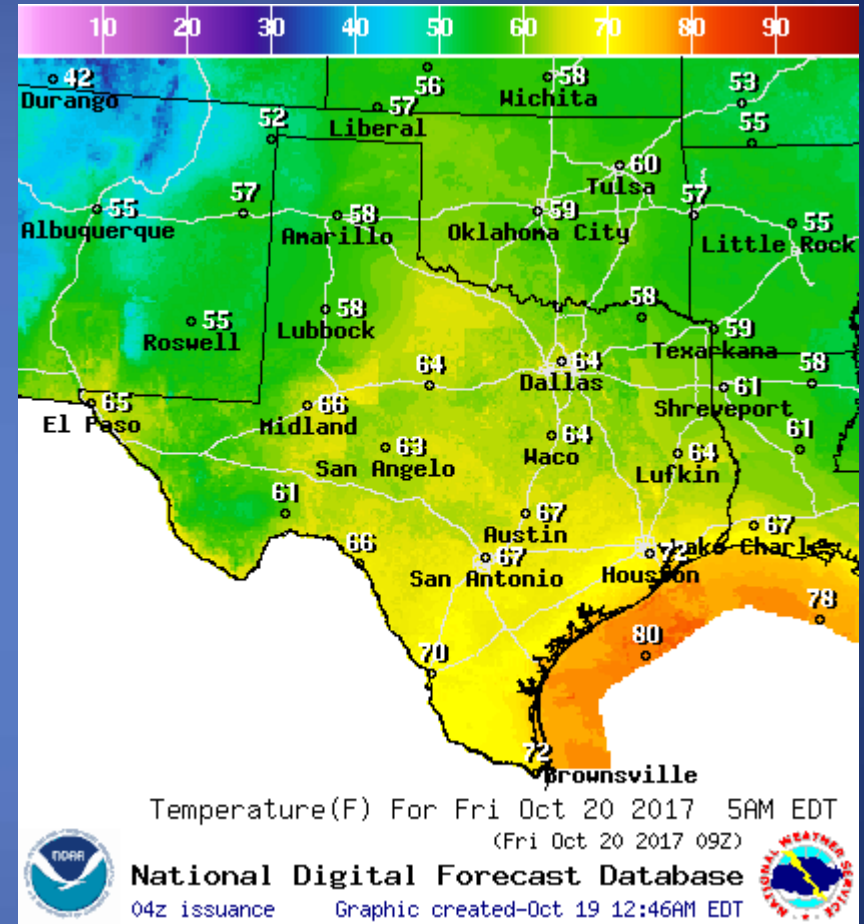 10 20 30 40 50 60 70 80 90
42
Durango
56
58
Wichita
53
57
Liberal
52
55
60
Tulsa
55
Albuquerque
57
58
Amarillo
59
Oklahoma City
57
55
Little Rock
55
Roswell
58
Lubbock
58
59
Texarkana
64
64
Dallas
58
61
Shreveport
65
El Paso
66
Midland
63
San Angelo
64
Waco
64
Lufkin
61
61
67
Austin
67
Lake Charles
66
67
San Antonio
72
Houston
78
80
70
72
Brownsville
Temperature(F) For Fri Oct 20 2017 5AM EDT
(Fri Oct 20 2017 09Z)
NOAA
National Digital Forecast Database
NATIONAL WEATHER SERVICE
04z issuance Graphic created-Oct 19 12:46AM EDT